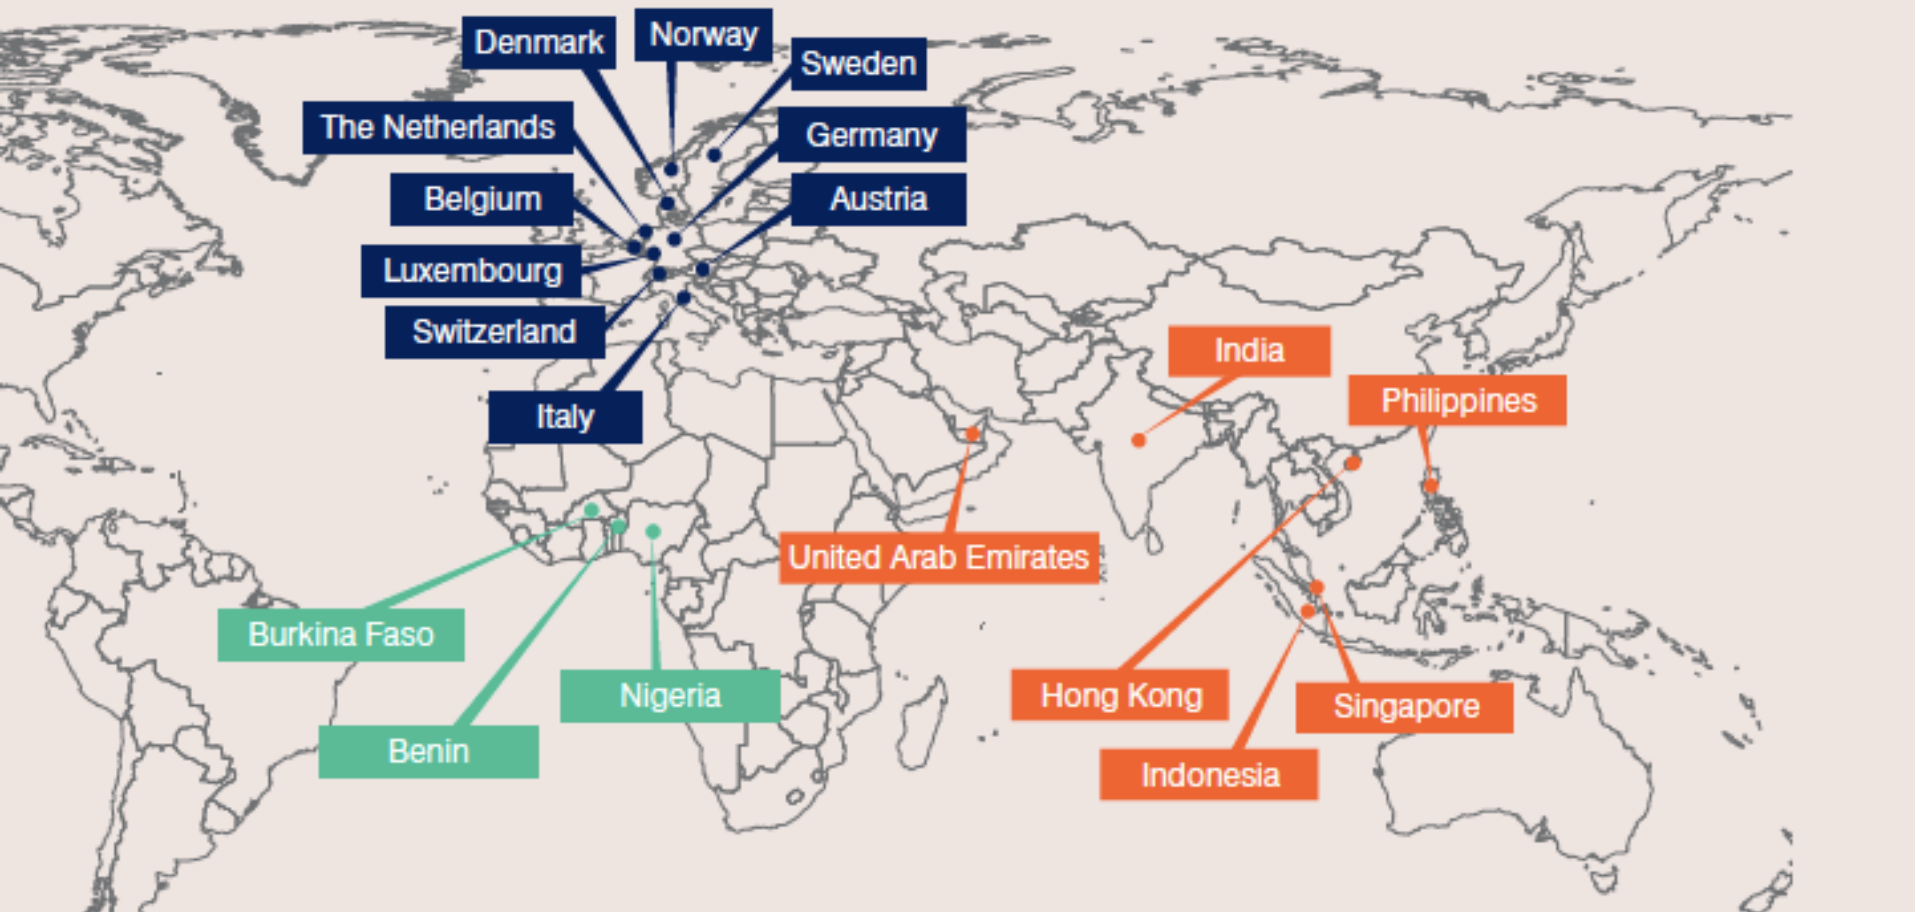 Denmark
Norway
Sweden
The Netherlands
Germany
Belgium
Austria
Luxembourg
Switzerland
Italy
India
Philippines
United Arab Emirates
Burkina Faso
Nigeria
Hong Kong
Singapore
Benin
Indonesia